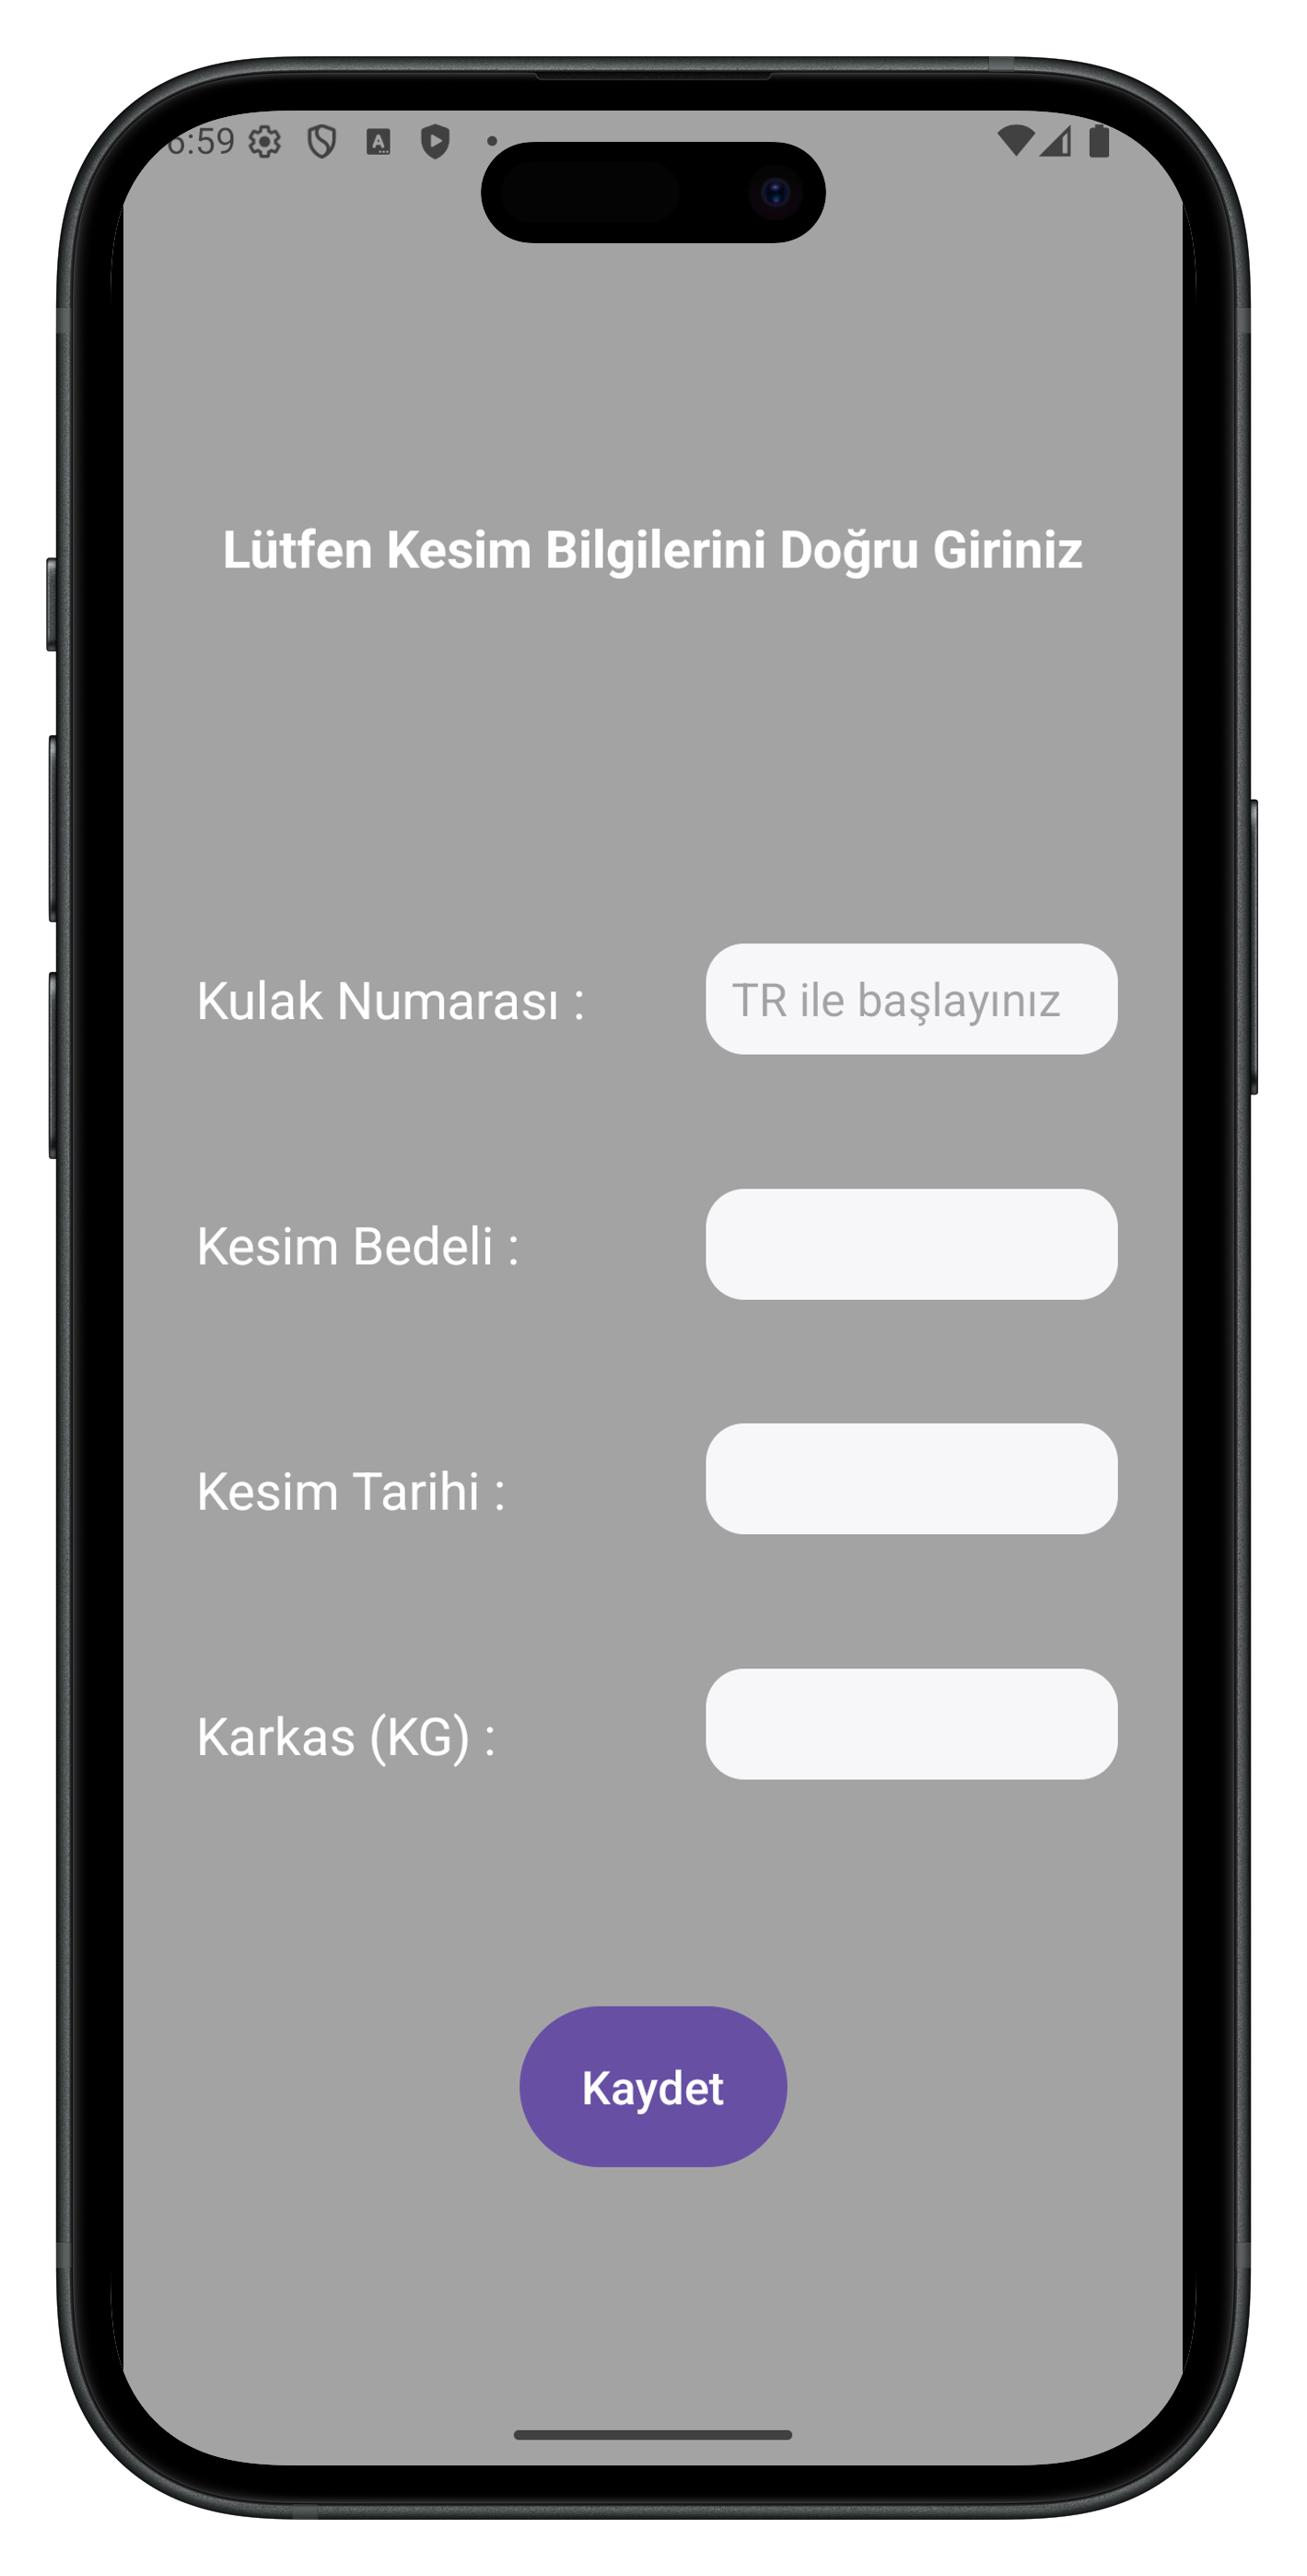 6:59
Lütfen Kesim Bilgilerini Doğru Giriniz
Kulak Numarası : TR ile başlayınız
Kesim Bedeli :
Kesim Tarihi :
Karkas (KG) :
Kaydet